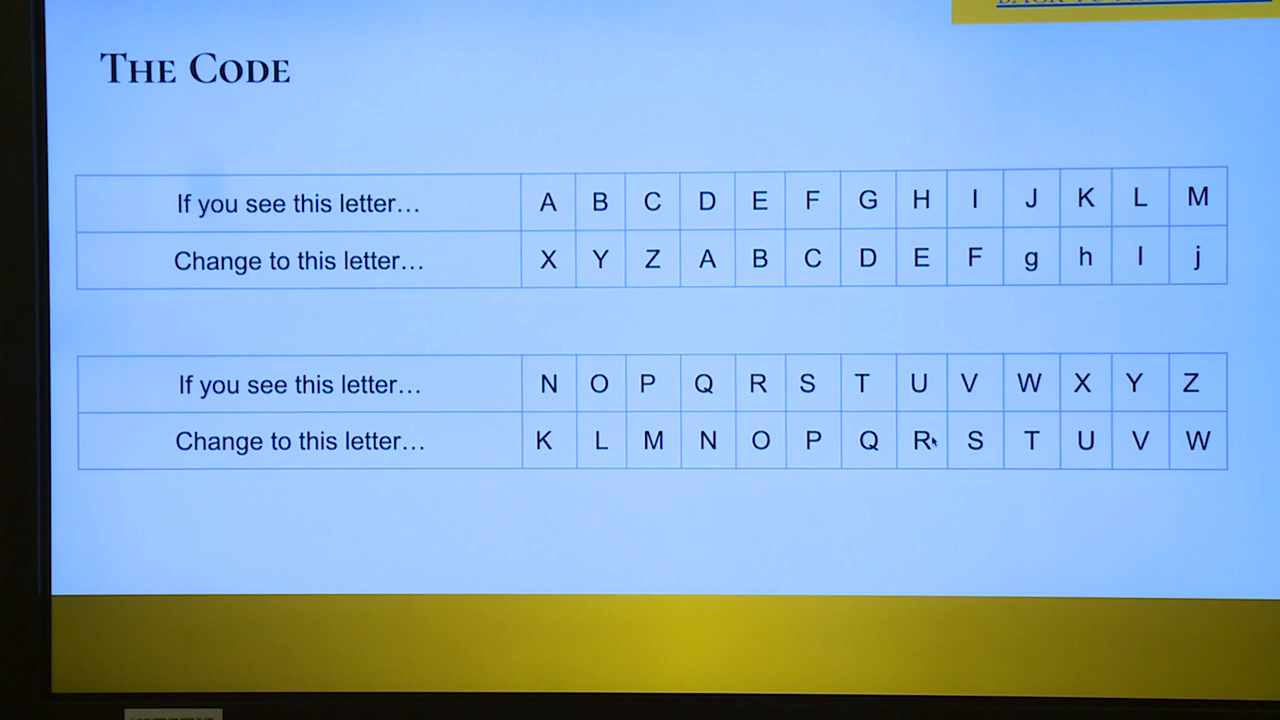 The Code
If you see this letter… A B C D E F G H I J K L M
Change to this letter… X Y Z A B C D E F g h I j
If you see this letter… N O P Q R S T U V W X Y Z
Change to this letter… K L M N O P Q R S T U V W